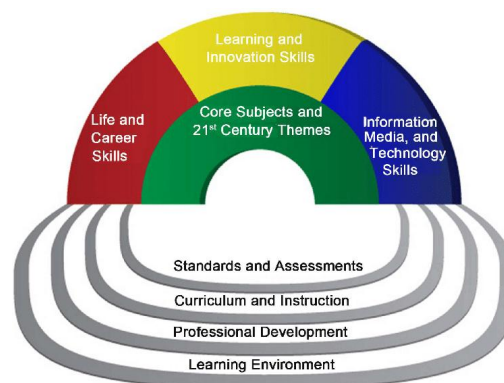 Learning and
Innovation Skills
Life and
Career
Skills
Core Subjects and
21st Century Themes
Information
Media, and
Technology
Skills
Standards and Assessments
Curriculum and Instruction
Professional Development
Learning Environment